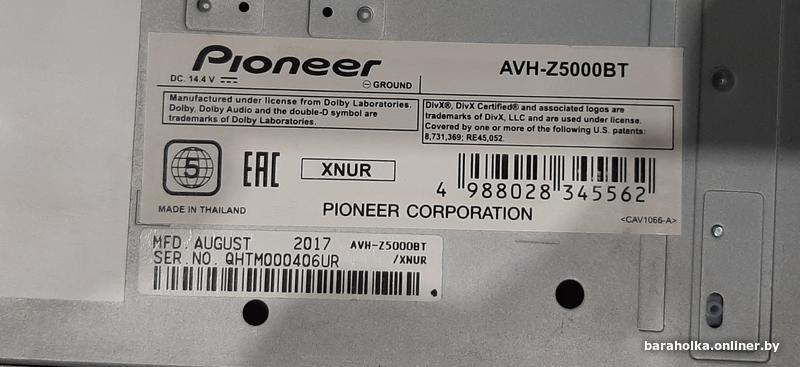 Pioneer
AVH-Z5000BT
DC. 14.4 V
GROUND
Manufactured under license from Dolby Laboratories.
Dolby, Dolby Audio and the double-D symbol are
trademarks of Dolby Laboratories.
DivX®, DivX Certified® and associated logos are
trademarks of DivX, LLC and are used under license.
Covered by one or more of the following U.S. patents:
8,731,369; RE45,052.
5
EAC
XNUR
4 988028 345562
MADE IN THAILAND
PIONEER CORPORATION
<CAV1066-A>
MFD. AUGUST 2017 AVH-Z5000BT
SER.NO. QHTM000406UR /XNUR
baraholka.onliner.by